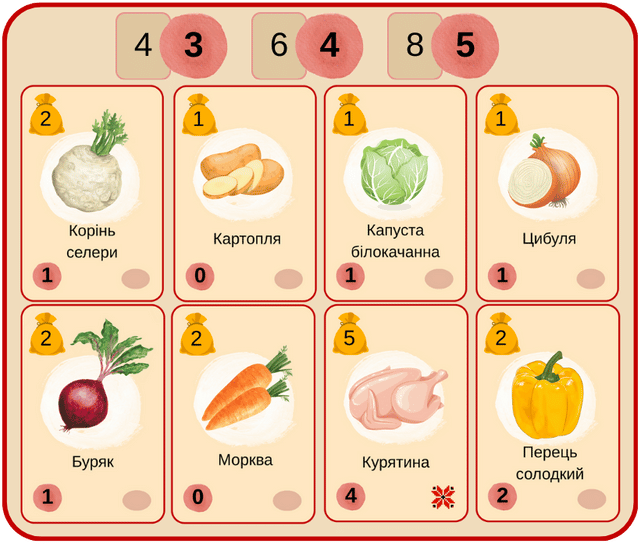 4 3 6 4 8 5
2
Корінь
селери
1
1
Картопля
0
1
Капуста
білокачанна
1
1
Цибуля
1
2
Буряк
1
2
Морква
0
5
Курятина
4
2
Перець
солодкий
2